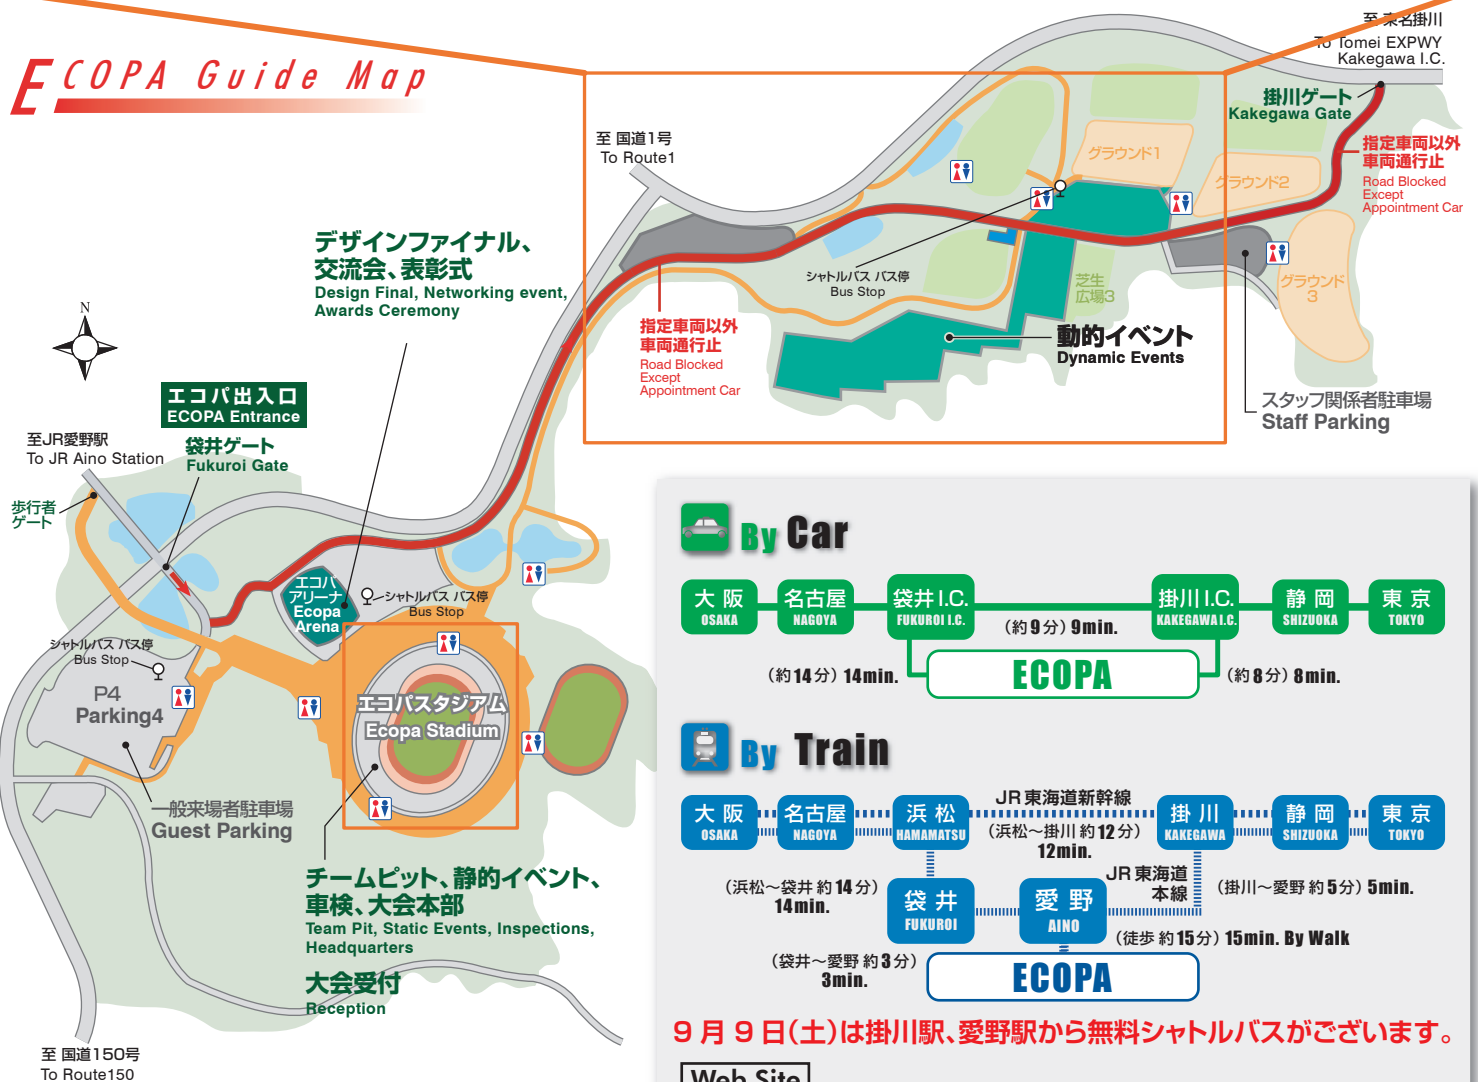 ECOPA Guide Map
至 東名掛川
To Tomei EXPWY
Kakegawa I.C.
掛川ゲート
Kakegawa Gate
指定車両以外
車両通行止
Road Blocked
Except
Appointment Car
至 国道1号
To Route1
グラウンド1
グラウンド2
グラウンド
3
シャトルバス バス停
Bus Stop
芝生
広場3
動的イベント
Dynamic Events
スタッフ関係者駐車場
Staff Parking
指定車両以外
車両通行止
Road Blocked
Except
Appointment Car
デザインファイナル、
交流会、表彰式
Design Final, Networking event,
Awards Ceremony
N
エコパ出入口
ECOPA Entrance
袋井ゲート
Fukuroi Gate
至JR愛野駅
To JR Aino Station
歩行者
ゲート
エコパ
アリーナ
Ecopa
Arena
シャトルバス バス停
Bus Stop
シャトルバス バス停
Bus Stop
P4
Parking4
エコパスタジアム
Ecopa Stadium
一般来場者駐車場
Guest Parking
チームピット、静的イベント、
車検、大会本部
Team Pit, Static Events, Inspections,
Headquarters
大会受付
Reception
至 国道150号
To Route150
By Car
大阪
OSAKA
名古屋
NAGOYA
袋井I.C.
FUKUROI I.C.
(約9分) 9min.
掛川I.C.
KAKEGAWA I.C.
静岡
SHIZUOKA
東京
TOKYO
(約14分) 14min.
ECOPA
(約8分) 8min.
By Train
大阪
OSAKA
名古屋
NAGOYA
浜松
HAMAMATSU
JR東海道新幹線
(浜松～掛川 約12分)
12min.
掛川
KAKEGAWA
静岡
SHIZUOKA
東京
TOKYO
(浜松～袋井 約14分)
14min.
袋井
FUKUROI
愛野
AINO
JR東海道
本線
(掛川～愛野 約5分) 5min.
(徒歩 約15分) 15min. By Walk
(袋井～愛野 約3分)
3min.
ECOPA
9月9日(土)は掛川駅、愛野駅から無料シャトルバスがございます。
Web Site